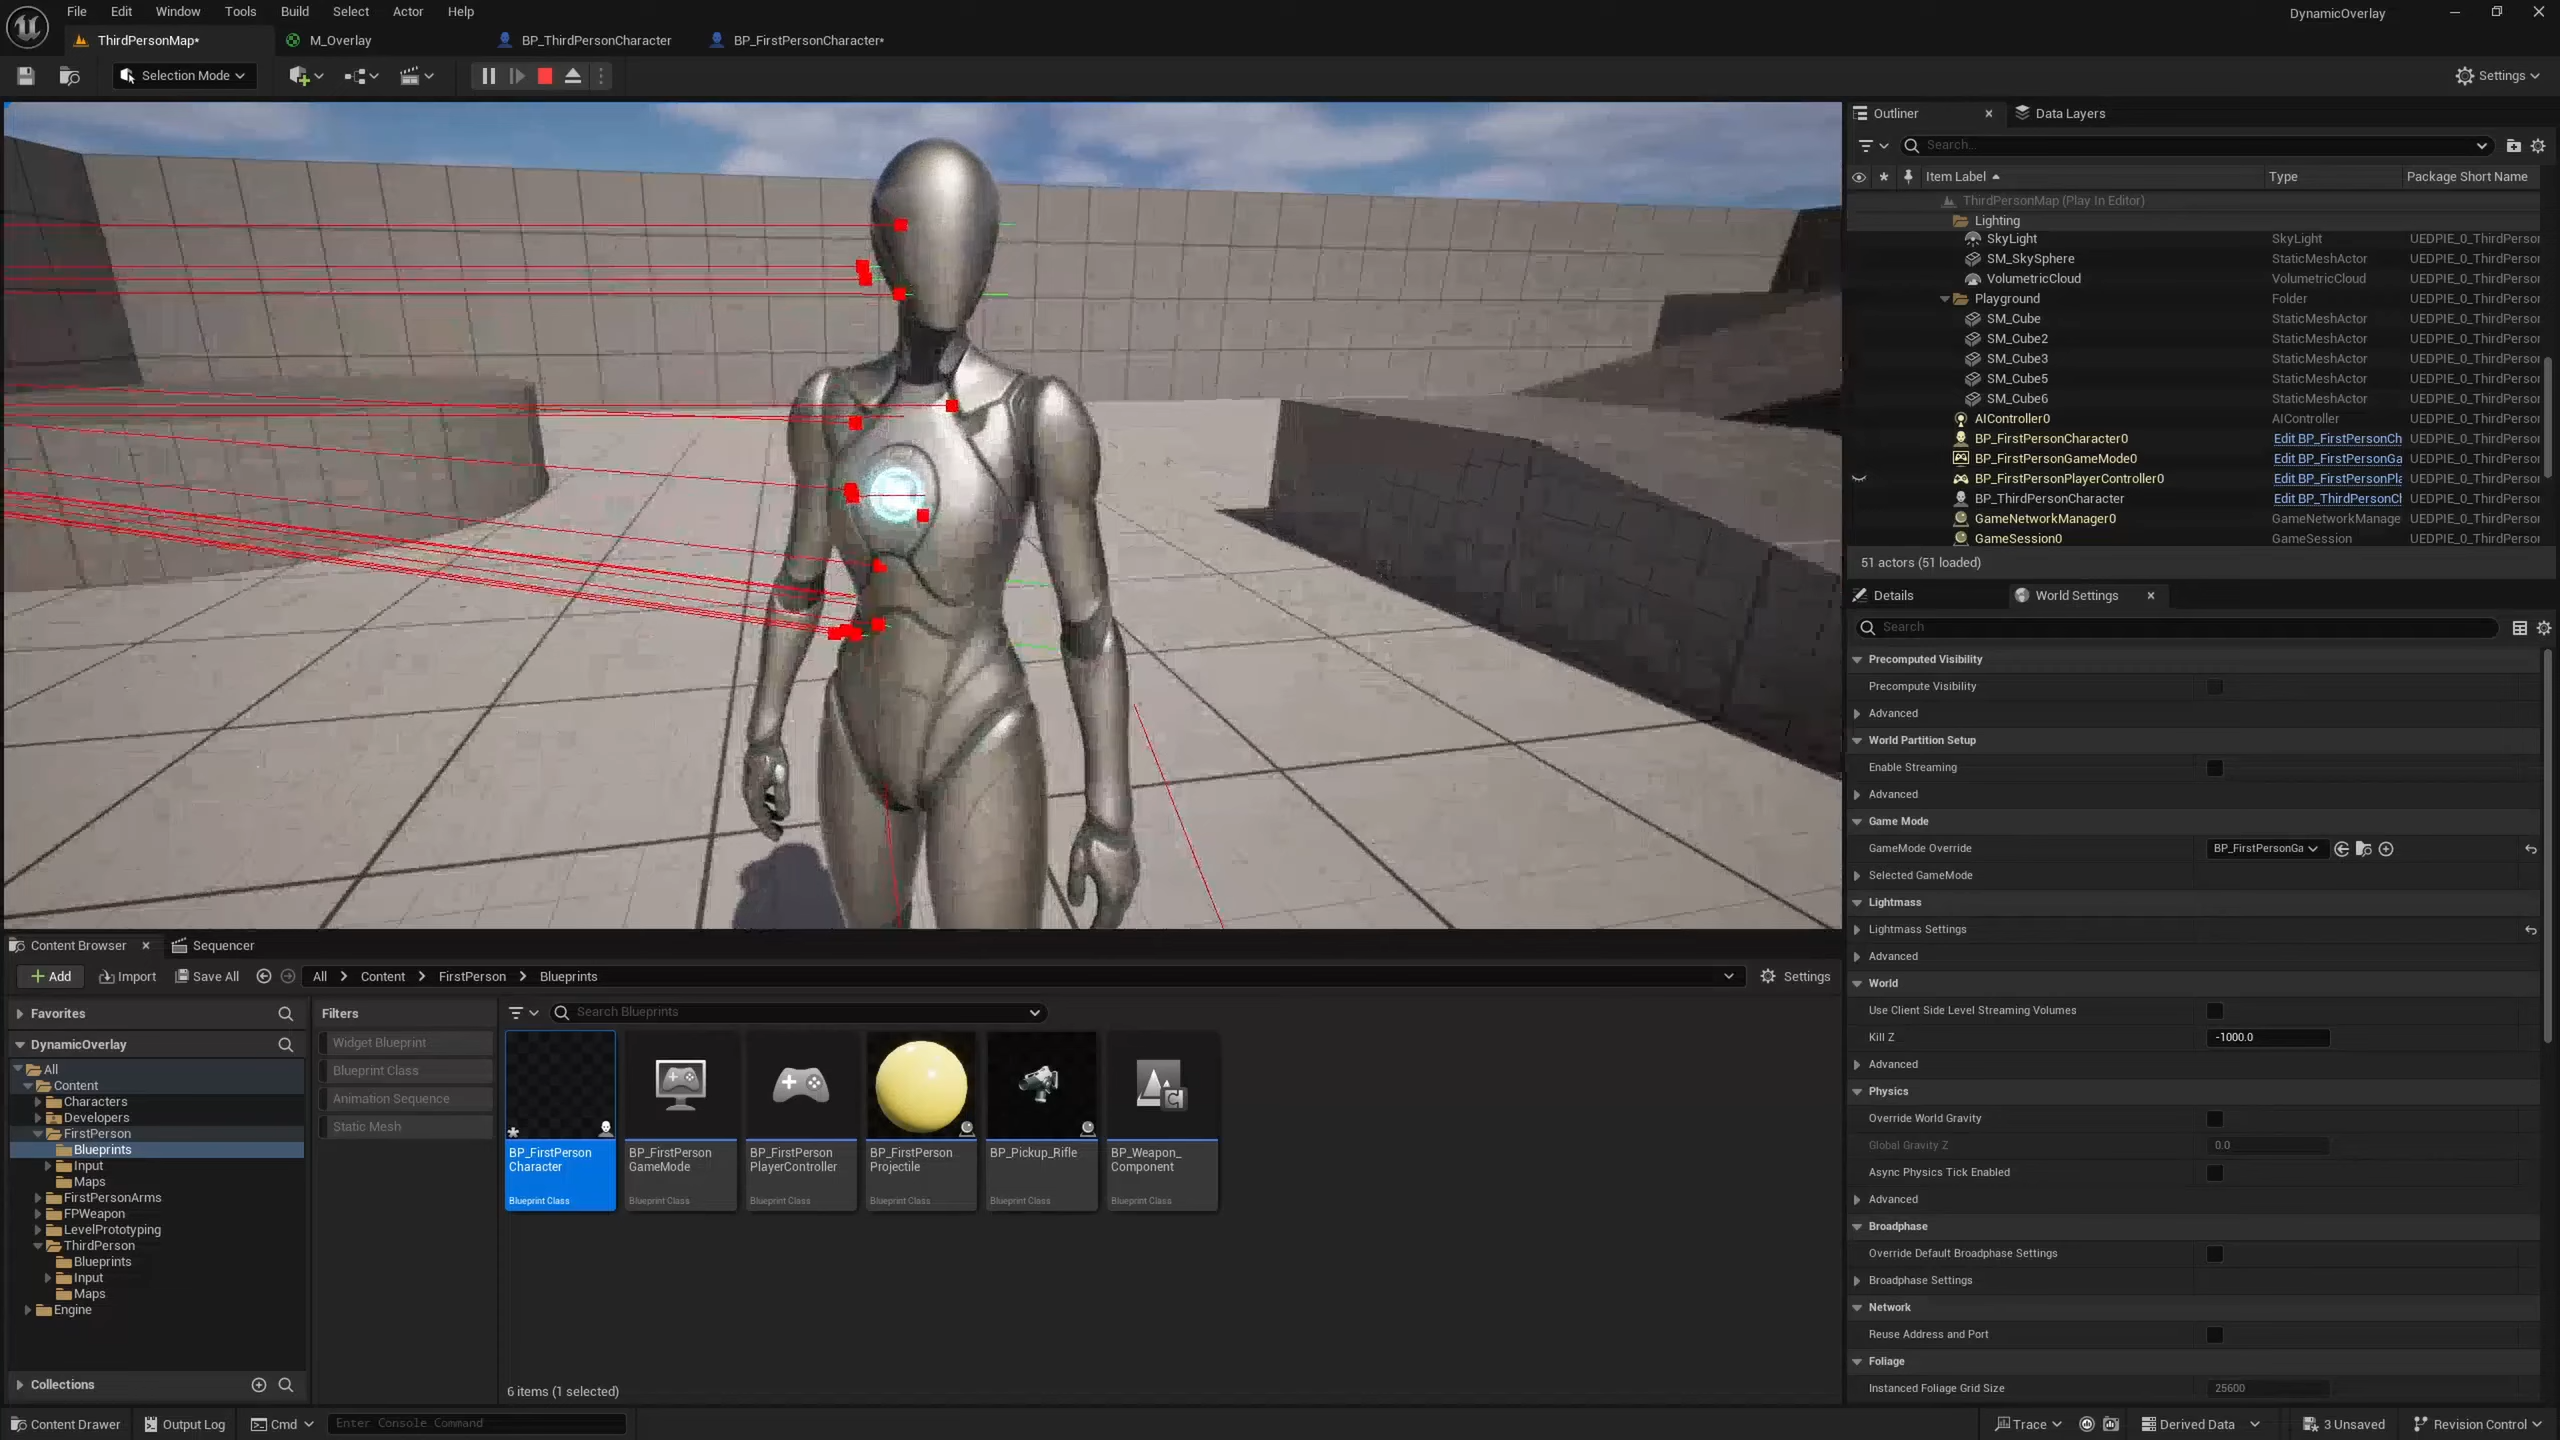 File Edit Window Tools Build Select Actor Help
DynamicOverlay
ThirdPersonMap*
M_Overlay
BP_ThirdPersonCharacter
BP_FirstPersonCharacter*
Selection Mode
Settings
Outliner
Data Layers
Search...
Item Label
Type
Package Short Name
ThirdPersonMap (Play In Editor)
Lighting
SkyLight SkyLight UEDPIE_0_ThirdPerson
SM_SkySphere StaticMeshActor UEDPIE_0_ThirdPerson
VolumetricCloud VolumetricCloud UEDPIE_0_ThirdPerson
Playground Folder UEDPIE_0_ThirdPerson
SM_Cube StaticMeshActor UEDPIE_0_ThirdPerson
SM_Cube2 StaticMeshActor UEDPIE_0_ThirdPerson
SM_Cube3 StaticMeshActor UEDPIE_0_ThirdPerson
SM_Cube5 StaticMeshActor UEDPIE_0_ThirdPerson
SM_Cube6 StaticMeshActor UEDPIE_0_ThirdPerson
AIController0 AIController UEDPIE_0_ThirdPerson
BP_FirstPersonCharacter0 Edit BP_FirstPersonCh UEDPIE_0_ThirdPerson
BP_FirstPersonGameMode0 Edit BP_FirstPersonGa UEDPIE_0_ThirdPerson
BP_FirstPersonPlayerController0 Edit BP_FirstPersonPla UEDPIE_0_ThirdPerson
BP_ThirdPersonCharacter Edit BP_ThirdPersonCh UEDPIE_0_ThirdPerson
GameNetworkManager0 GameNetworkManage UEDPIE_0_ThirdPerson
GameSession0 GameSession UEDPIE_0_ThirdPerson
51 actors (51 loaded)
Details
World Settings
Search
Precomputed Visibility
Precompute Visibility
Advanced
World Partition Setup
Enable Streaming
Advanced
Game Mode
GameMode Override BP_FirstPersonGa
Selected GameMode
Lightmass
Lightmass Settings
Advanced
World
Use Client Side Level Streaming Volumes
Kill Z -1000.0
Advanced
Physics
Override World Gravity
Global Gravity Z 0.0
Async Physics Tick Enabled
Advanced
Broadphase
Override Default Broadphase Settings
Broadphase Settings
Network
Reuse Address and Port
Foliage
Instanced Foliage Grid Size 25600
Content Browser
Sequencer
Add
Import
Save All
All
Content
FirstPerson
Blueprints
Settings
Favorites
DynamicOverlay
All
Content
Characters
Developers
FirstPerson
Blueprints
Input
Maps
FirstPersonArms
FPWeapon
LevelPrototyping
ThirdPerson
Blueprints
Input
Maps
Engine
Collections
Filters
Widget Blueprint
Blueprint Class
Animation Sequence
Static Mesh
Search Blueprints
BP_FirstPerson
Character
Blueprint Class
BP_FirstPerson
GameMode
Blueprint Class
BP_FirstPerson
PlayerController
Blueprint Class
BP_FirstPerson
Projectile
Blueprint Class
BP_Pickup_Rifle
Blueprint Class
BP_Weapon_
Component
Blueprint Class
6 items (1 selected)
Content Drawer
Output Log
Cmd
Enter Console Command
Trace
Derived Data
3 Unsaved
Revision Control